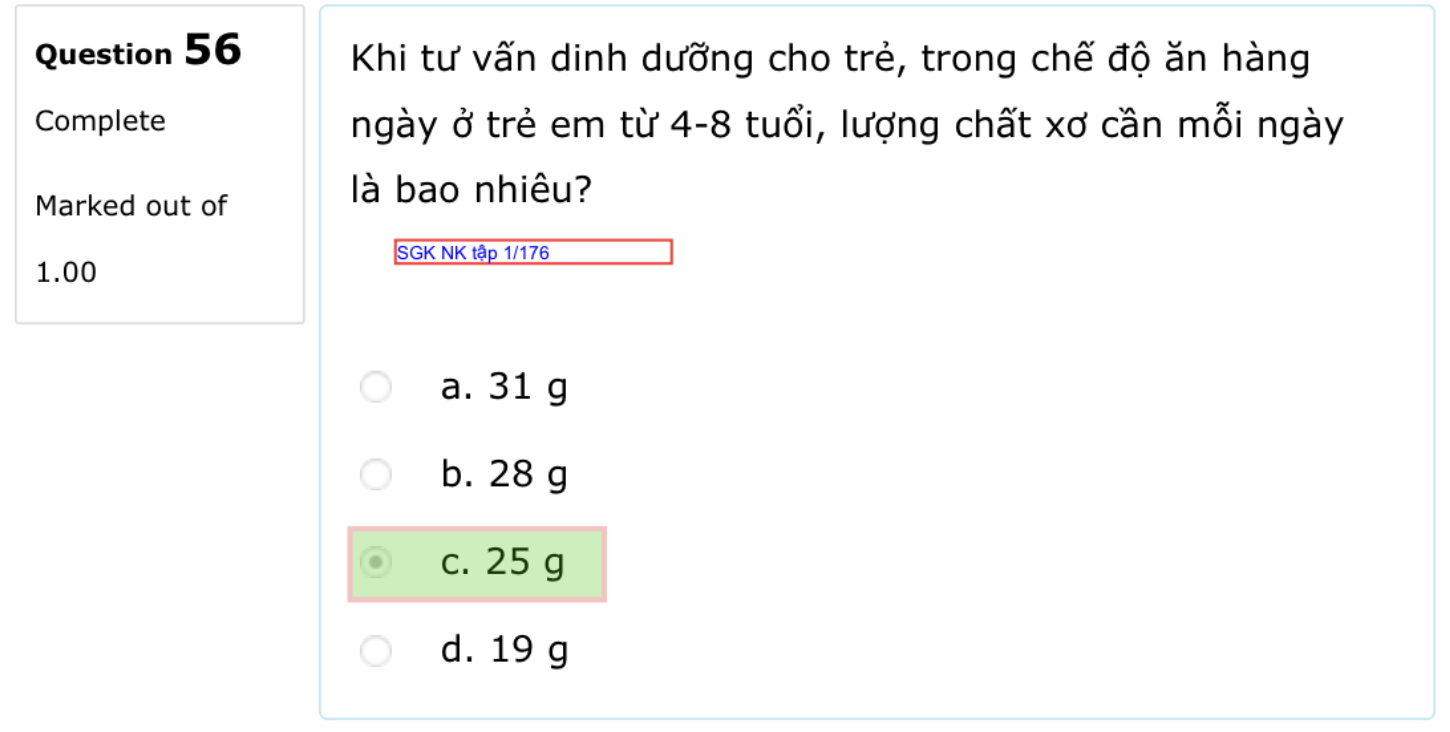 Question 56
Complete
Marked out of
1.00
Khi tư vấn dinh dưỡng cho trẻ, trong chế độ ăn hàng
ngày ở trẻ em từ 4-8 tuổi, lượng chất xơ cần mỗi ngày
là bao nhiêu?
SGK NK tập 1/176
a. 31 g
b. 28 g
c. 25 g
d. 19 g